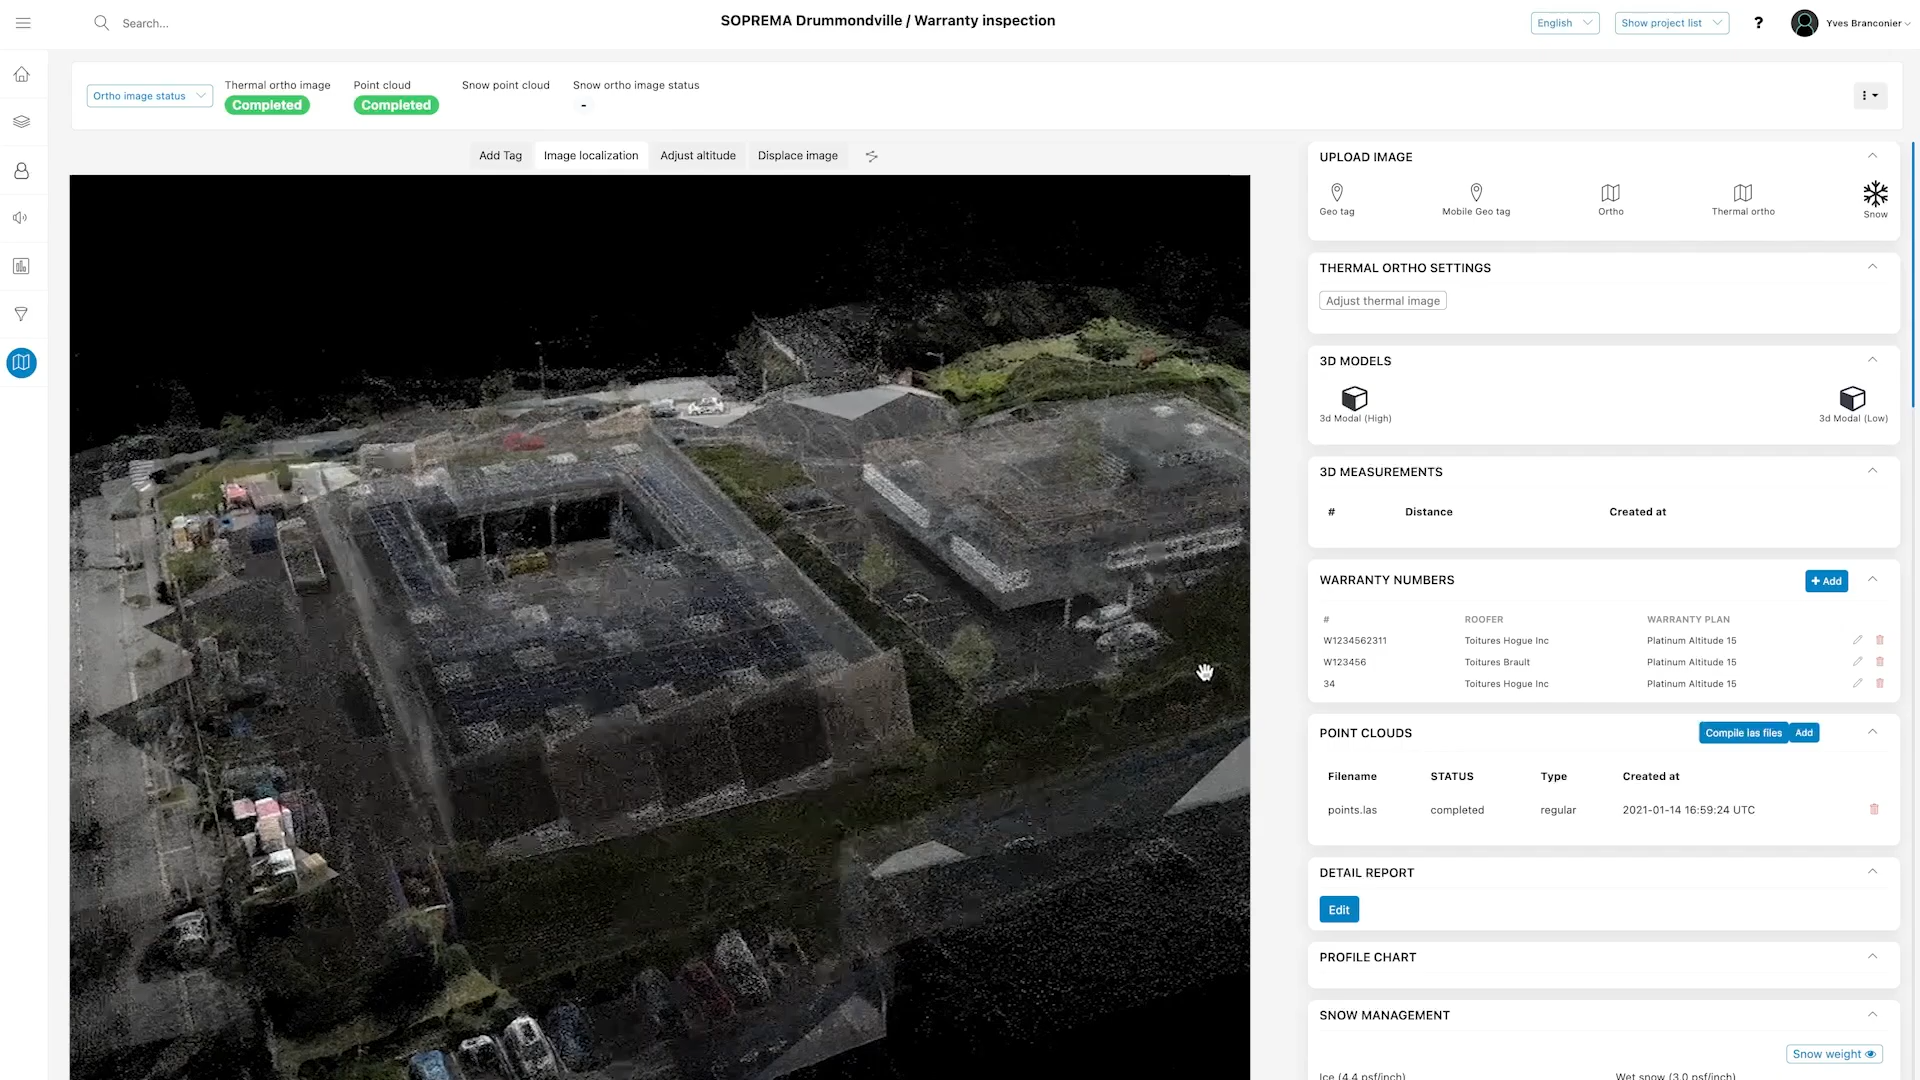 Search...
SOPREMA Drummondville / Warranty inspection
English
Show project list
?
Yves Branconier
Ortho image status
Thermal ortho image
Completed
Point cloud
Completed
Snow point cloud
Snow ortho image status
-
Add Tag
Image localization
Adjust altitude
Displace image
UPLOAD IMAGE
Geo tag
Mobile Geo tag
Ortho
Thermal ortho
Snow
THERMAL ORTHO SETTINGS
Adjust thermal image
3D MODELS
3d Modal (High)
3d Modal (Low)
3D MEASUREMENTS
# Distance Created at
WARRANTY NUMBERS
+ Add
# ROOFER WARRANTY PLAN
W1234562311 Toitures Hogue Inc Platinum Altitude 15
W123456 Toitures Brault Platinum Altitude 15
34 Toitures Hogue Inc Platinum Altitude 15
POINT CLOUDS
Compile las files
Add
Filename STATUS Type Created at
points.las completed regular 2021-01-14 16:59:24 UTC
DETAIL REPORT
Edit
PROFILE CHART
SNOW MANAGEMENT
Snow weight
Ice (4.4 psf/inch)
Wet snow (3.0 psf/inch)